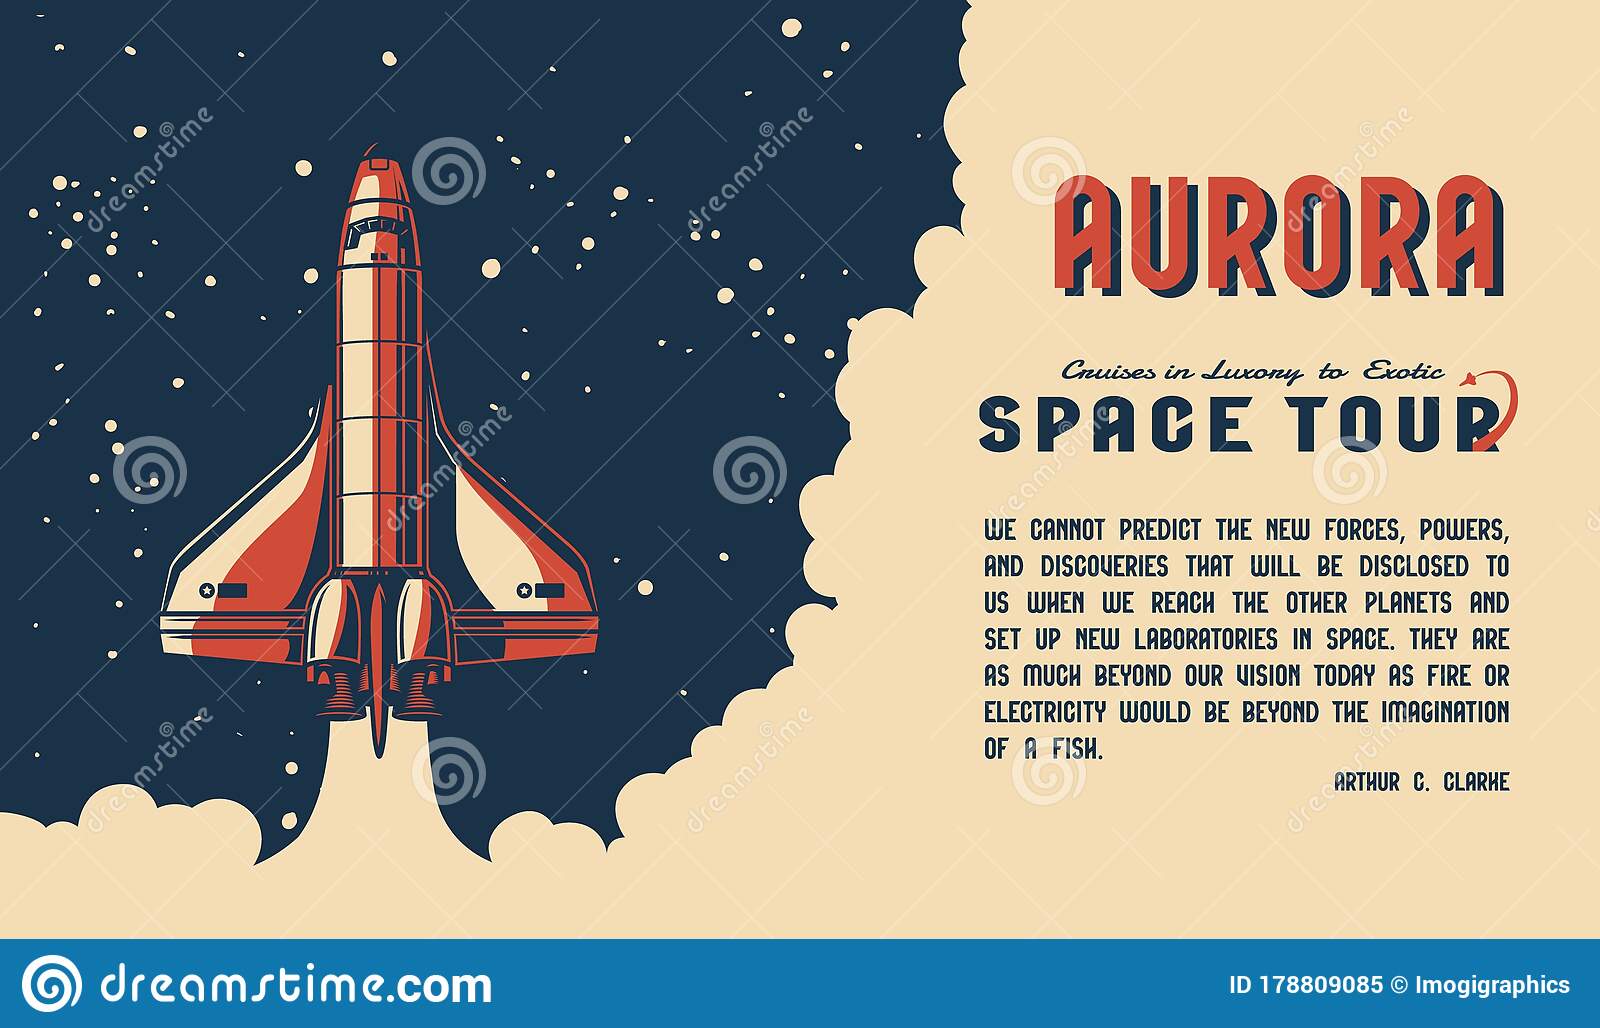 AURORA
Cruises in Luxory to Exotic
SPACE TOUR
WE CANNOT PREDICT THE NEW FORCES, POWERS,
AND DISCOVERIES THAT WILL BE DISCLOSED TO
US WHEN WE REACH THE OTHER PLANETS AND
SET UP NEW LABORATORIES IN SPACE. THEY ARE
AS MUCH BEYOND OUR VISION TODAY AS FIRE OR
ELECTRICITY WOULD BE BEYOND THE IMAGINATION
OF A FISH.
ARTHUR C. CLARKE
dreamstime.com
ID 178809085 © Imogigraphics